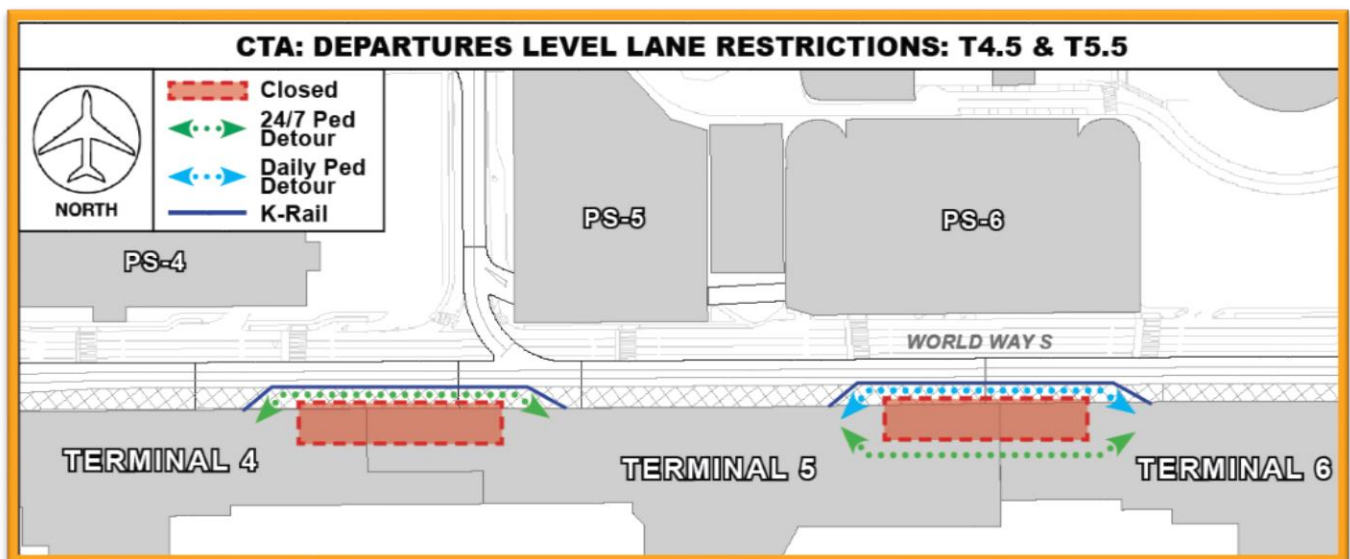 CTA: DEPARTURES LEVEL LANE RESTRICTIONS: T4.5 & T5.5
NORTH
Closed
24/7 Ped
Detour
Daily Ped
Detour
K-Rail
PS-4
PS-5
PS-6
WORLD WAY S
TERMINAL 4
TERMINAL 5
TERMINAL 6